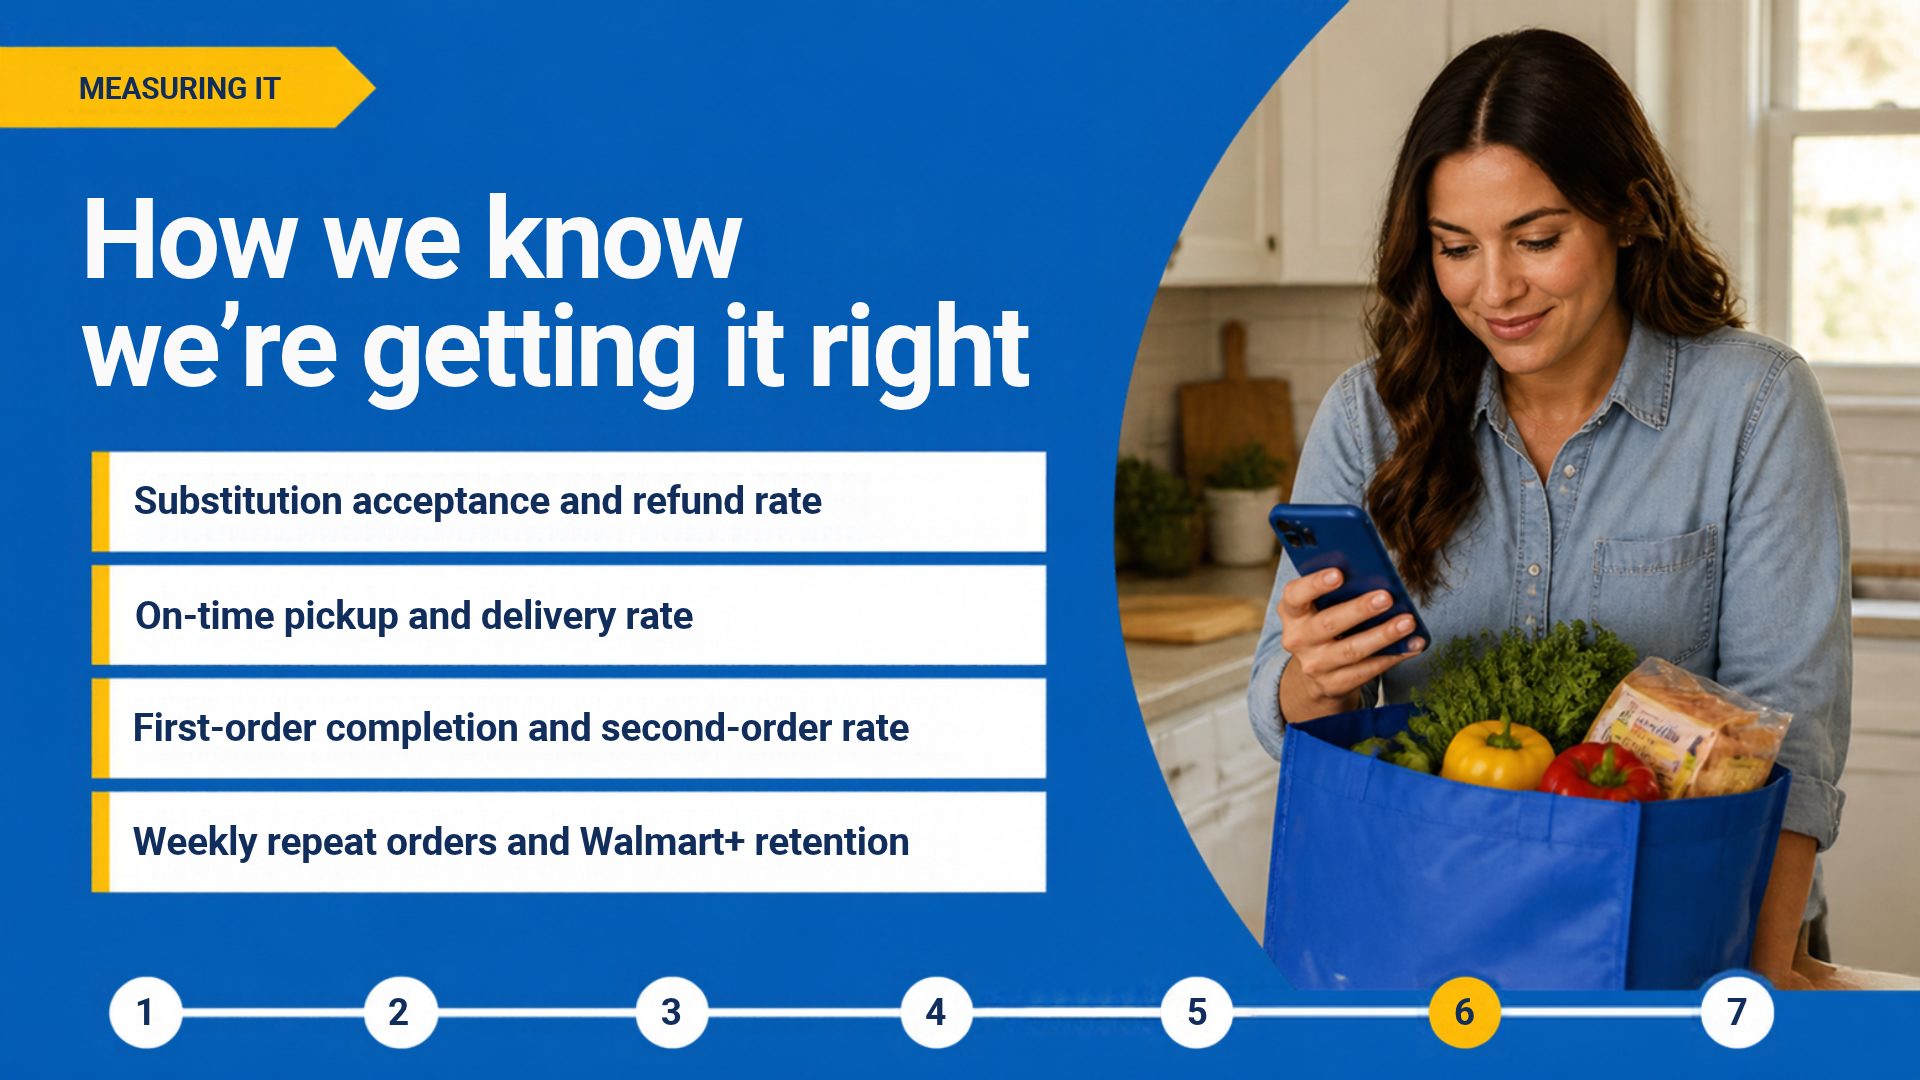 MEASURING IT
How we know
we’re getting it right
Substitution acceptance and refund rate
On-time pickup and delivery rate
First-order completion and second-order rate
Weekly repeat orders and Walmart+ retention
1 2 3 4 5 6 7